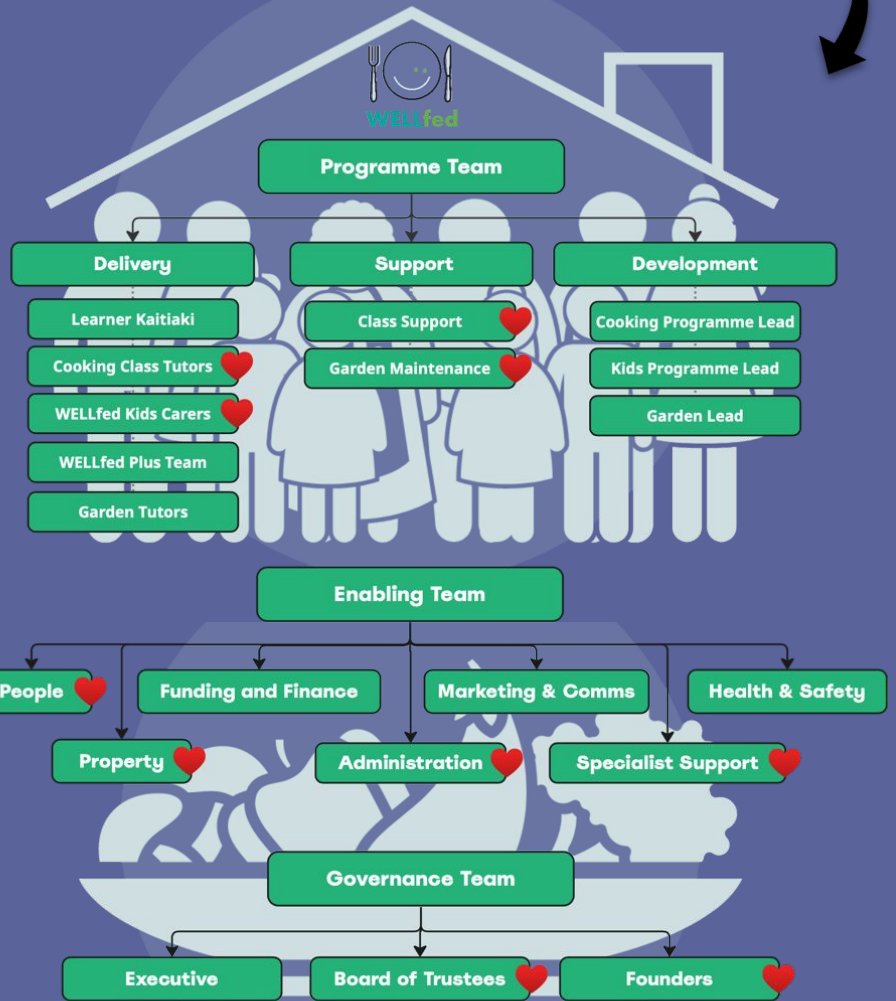 WELLfed
Programme Team
Delivery
Support
Development
Learner Kaitiaki
Cooking Class Tutors
WELLfed Kids Carers
WELLfed Plus Team
Garden Tutors
Class Support
Garden Maintenance
Cooking Programme Lead
Kids Programme Lead
Garden Lead
Enabling Team
People
Funding and Finance
Marketing & Comms
Health & Safety
Property
Administration
Specialist Support
Governance Team
Executive
Board of Trustees
Founders